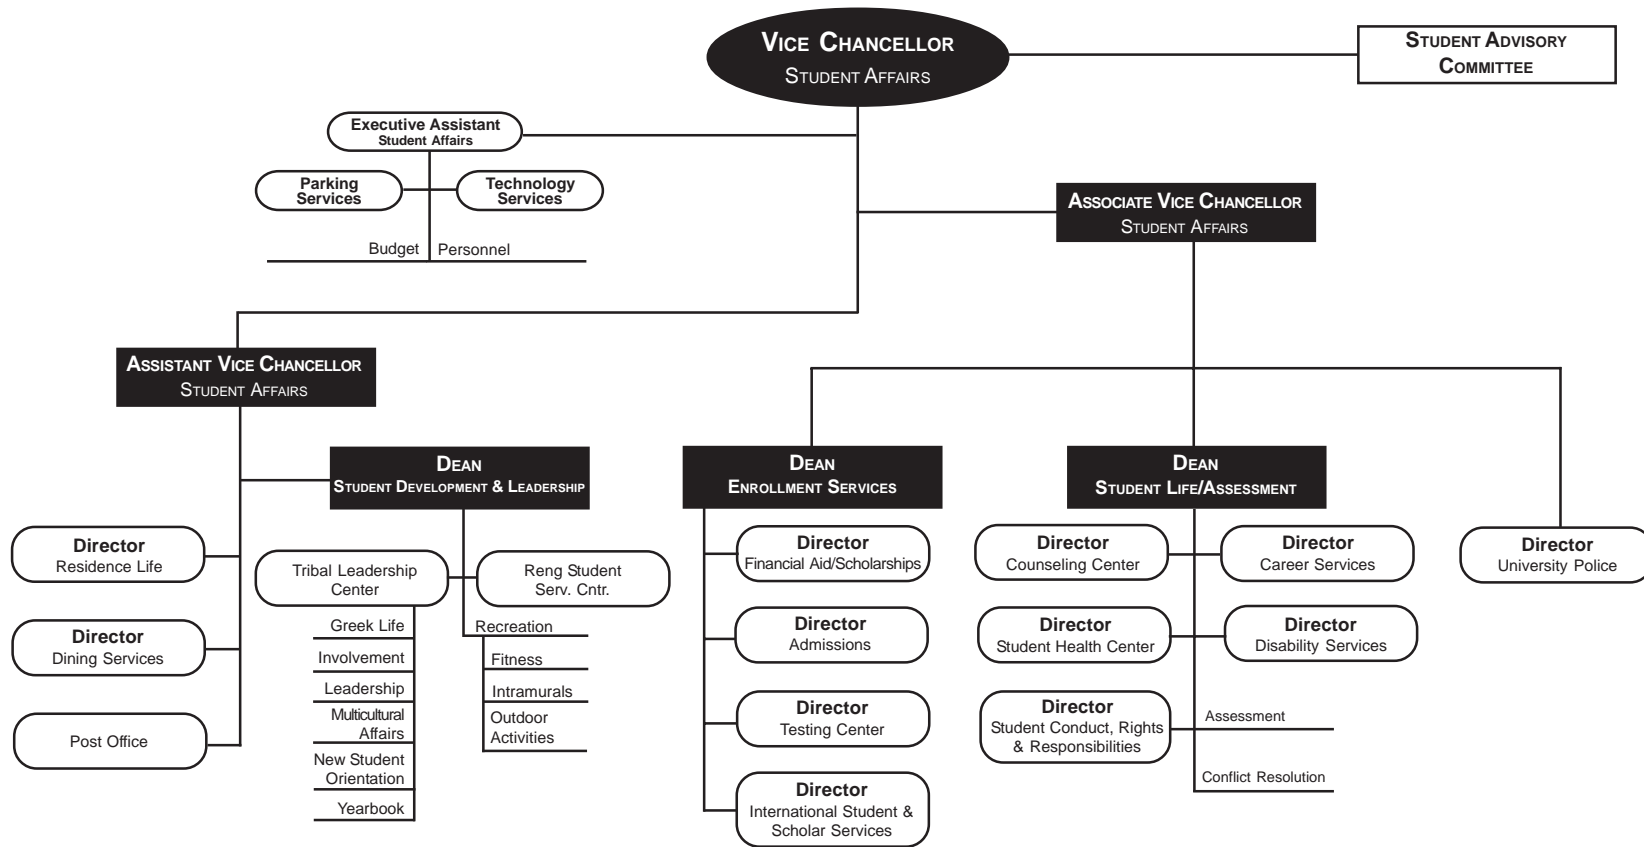 VICE CHANCELLOR
STUDENT AFFAIRS
STUDENT ADVISORY
COMMITTEE
Executive Assistant
Student Affairs
Parking
Services
Technology
Services
Budget
Personnel
ASSOCIATE VICE CHANCELLOR
STUDENT AFFAIRS
ASSISTANT VICE CHANCELLOR
STUDENT AFFAIRS
DEAN
STUDENT DEVELOPMENT & LEADERSHIP
DEAN
ENROLLMENT SERVICES
DEAN
STUDENT LIFE/ASSESSMENT
Director
Residence Life
Director
Dining Services
Post Office
Tribal Leadership
Center
Greek Life
Involvement
Leadership
Multicultural
Affairs
New Student
Orientation
Yearbook
Reng Student
Serv. Cntr.
Recreation
Fitness
Intramurals
Outdoor
Activities
Director
Financial Aid/Scholarships
Director
Admissions
Director
Testing Center
Director
International Student &
Scholar Services
Director
Counseling Center
Director
Career Services
Director
Student Health Center
Director
Disability Services
Director
Student Conduct, Rights
& Responsibilities
Assessment
Conflict Resolution
Director
University Police